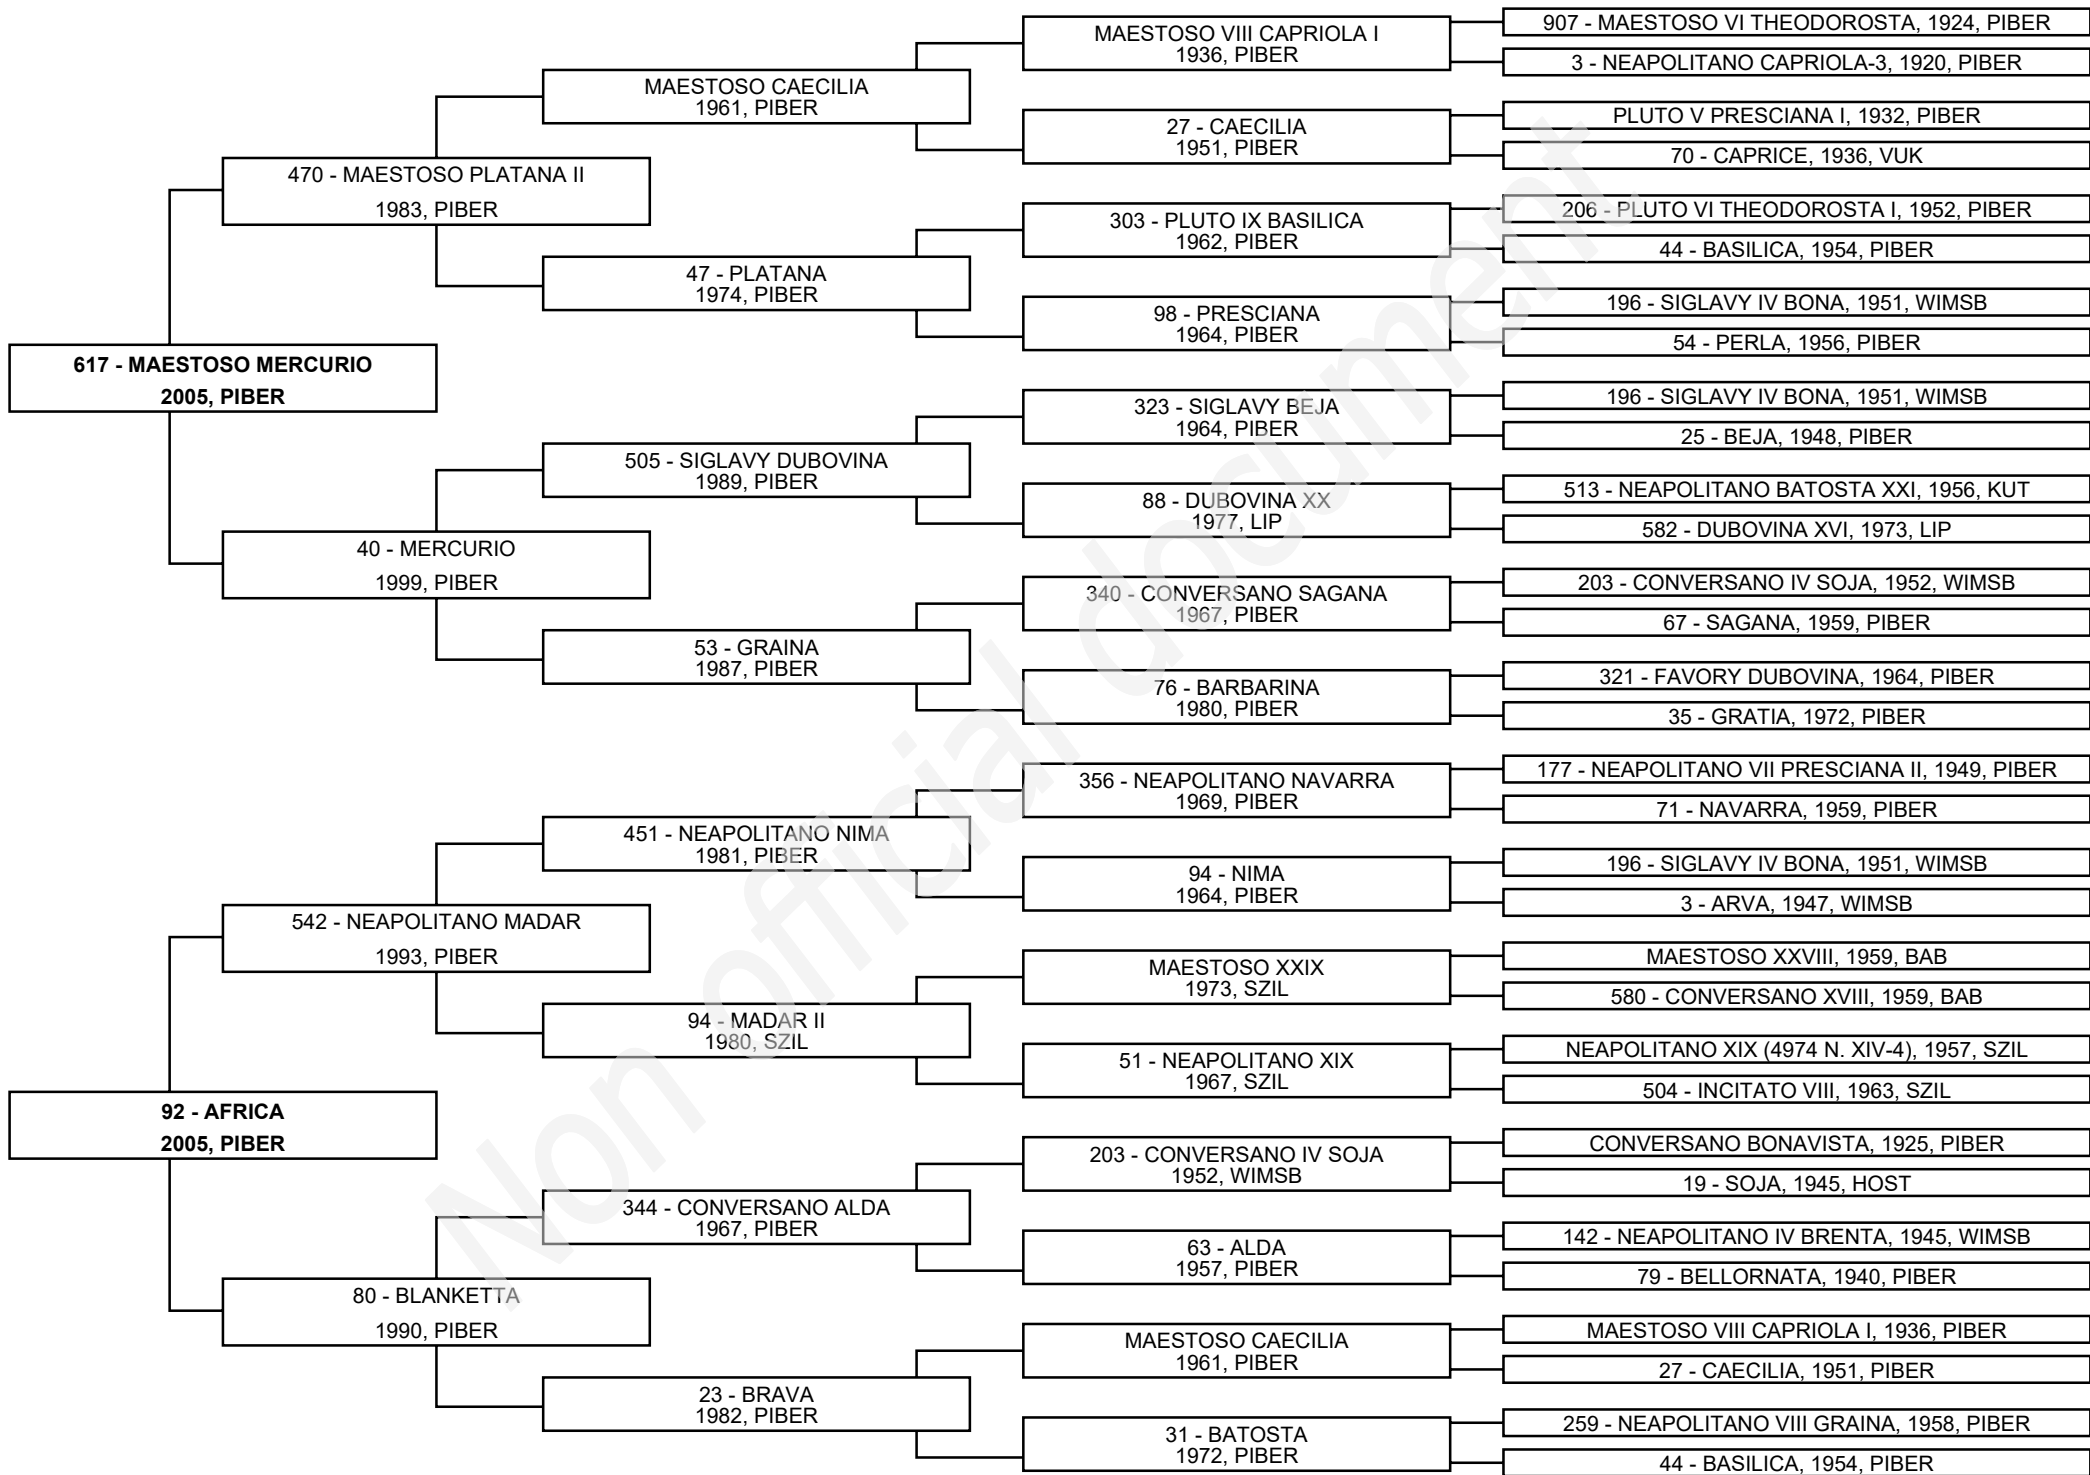 617 - MAESTOSO MERCURIO
2005, PIBER
92 - AFRICA
2005, PIBER
470 - MAESTOSO PLATANA II
1983, PIBER
40 - MERCURIO
1999, PIBER
542 - NEAPOLITANO MADAR
1993, PIBER
80 - BLANKETTA
1990, PIBER
MAESTOSO CAECILIA
1961, PIBER
47 - PLATANA
1974, PIBER
505 - SIGLAVY DUBOVINA
1989, PIBER
53 - GRAINA
1987, PIBER
451 - NEAPOLITANO NIMA
1981, PIBER
94 - MADAR II
1980, SZIL
344 - CONVERSANO ALDA
1967, PIBER
23 - BRAVA
1982, PIBER
MAESTOSO VIII CAPRIOLA I
1936, PIBER
27 - CAECILIA
1951, PIBER
303 - PLUTO IX BASILICA
1962, PIBER
98 - PRESCIANA
1964, PIBER
323 - SIGLAVY BEJA
1964, PIBER
88 - DUBOVINA XX
1977, LIP
340 - CONVERSANO SAGANA
1967, PIBER
76 - BARBARINA
1980, PIBER
356 - NEAPOLITANO NAVARRA
1969, PIBER
94 - NIMA
1964, PIBER
MAESTOSO XXIX
1973, SZIL
51 - NEAPOLITANO XIX
1967, SZIL
203 - CONVERSANO IV SOJA
1952, WIMSB
63 - ALDA
1957, PIBER
MAESTOSO CAECILIA
1961, PIBER
31 - BATOSTA
1972, PIBER
907 - MAESTOSO VI THEODOROSTA, 1924, PIBER
3 - NEAPOLITANO CAPRIOLA-3, 1920, PIBER
PLUTO V PRESCIANA I, 1932, PIBER
70 - CAPRICE, 1936, VUK
206 - PLUTO VI THEODOROSTA I, 1952, PIBER
44 - BASILICA, 1954, PIBER
196 - SIGLAVY IV BONA, 1951, WIMSB
54 - PERLA, 1956, PIBER
196 - SIGLAVY IV BONA, 1951, WIMSB
25 - BEJA, 1948, PIBER
513 - NEAPOLITANO BATOSTA XXI, 1956, KUT
582 - DUBOVINA XVI, 1973, LIP
203 - CONVERSANO IV SOJA, 1952, WIMSB
67 - SAGANA, 1959, PIBER
321 - FAVORY DUBOVINA, 1964, PIBER
35 - GRATIA, 1972, PIBER
177 - NEAPOLITANO VII PRESCIANA II, 1949, PIBER
71 - NAVARRA, 1959, PIBER
196 - SIGLAVY IV BONA, 1951, WIMSB
3 - ARVA, 1947, WIMSB
MAESTOSO XXVIII, 1959, BAB
580 - CONVERSANO XVIII, 1959, BAB
NEAPOLITANO XIX (4974 N. XIV-4), 1957, SZIL
504 - INCITATO VIII, 1963, SZIL
CONVERSANO BONAVISTA, 1925, PIBER
19 - SOJA, 1945, HOST
142 - NEAPOLITANO IV BRENTA, 1945, WIMSB
79 - BELLORNATA, 1940, PIBER
MAESTOSO VIII CAPRIOLA I, 1936, PIBER
27 - CAECILIA, 1951, PIBER
259 - NEAPOLITANO VIII GRAINA, 1958, PIBER
44 - BASILICA, 1954, PIBER
Non official document